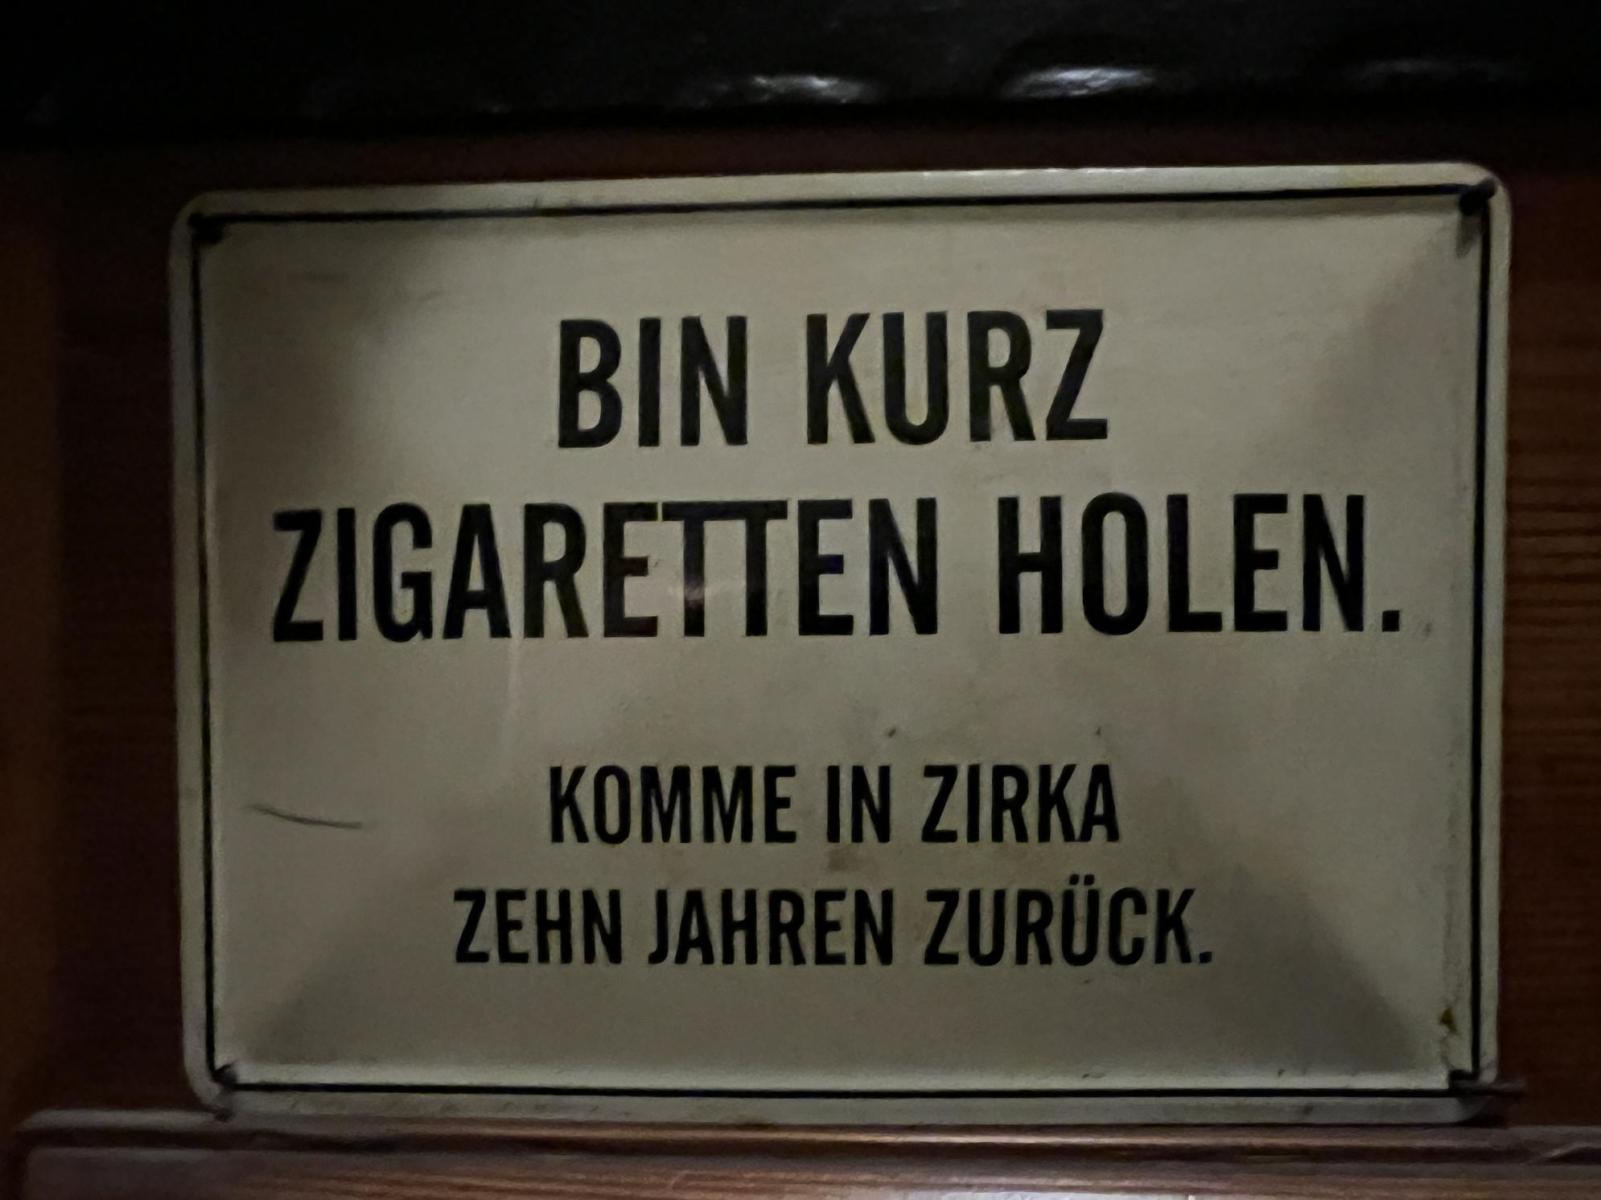 BIN KURZ
ZIGARETTEN HOLEN.
KOMME IN ZIRKA
ZEHN JAHREN ZURÜCK.